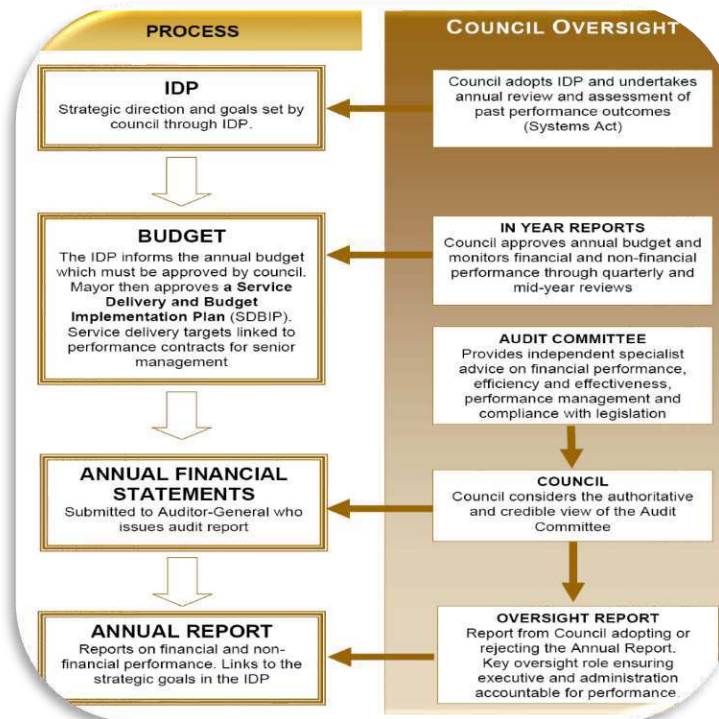 PROCESS
IDP
Strategic direction and goals set by
council through IDP.
BUDGET
The IDP informs the annual budget
which must be approved by council.
Mayor then approves a Service
Delivery and Budget
Implementation Plan (SDBIP).
Service delivery targets linked to
performance contracts for senior
management
ANNUAL FINANCIAL
STATEMENTS
Submitted to Auditor-General who
issues audit report
ANNUAL REPORT
Reports on financial and non-
financial performance. Links to the
strategic goals in the IDP
COUNCIL OVERSIGHT
Council adopts IDP and undertakes
annual review and assessment of
past performance outcomes
(Systems Act)
IN YEAR REPORTS
Council approves annual budget and
monitors financial and non-financial
performance through quarterly and
mid-year reviews
AUDIT COMMITTEE
Provides independent specialist
advice on financial performance,
efficiency and effectiveness,
performance management and
compliance with legislation
COUNCIL
Council considers the authoritative
and credible view of the Audit
Committee
OVERSIGHT REPORT
Report from Council adopting or
rejecting the Annual Report.
Key oversight role ensuring
executive and administration
accountable for performance.